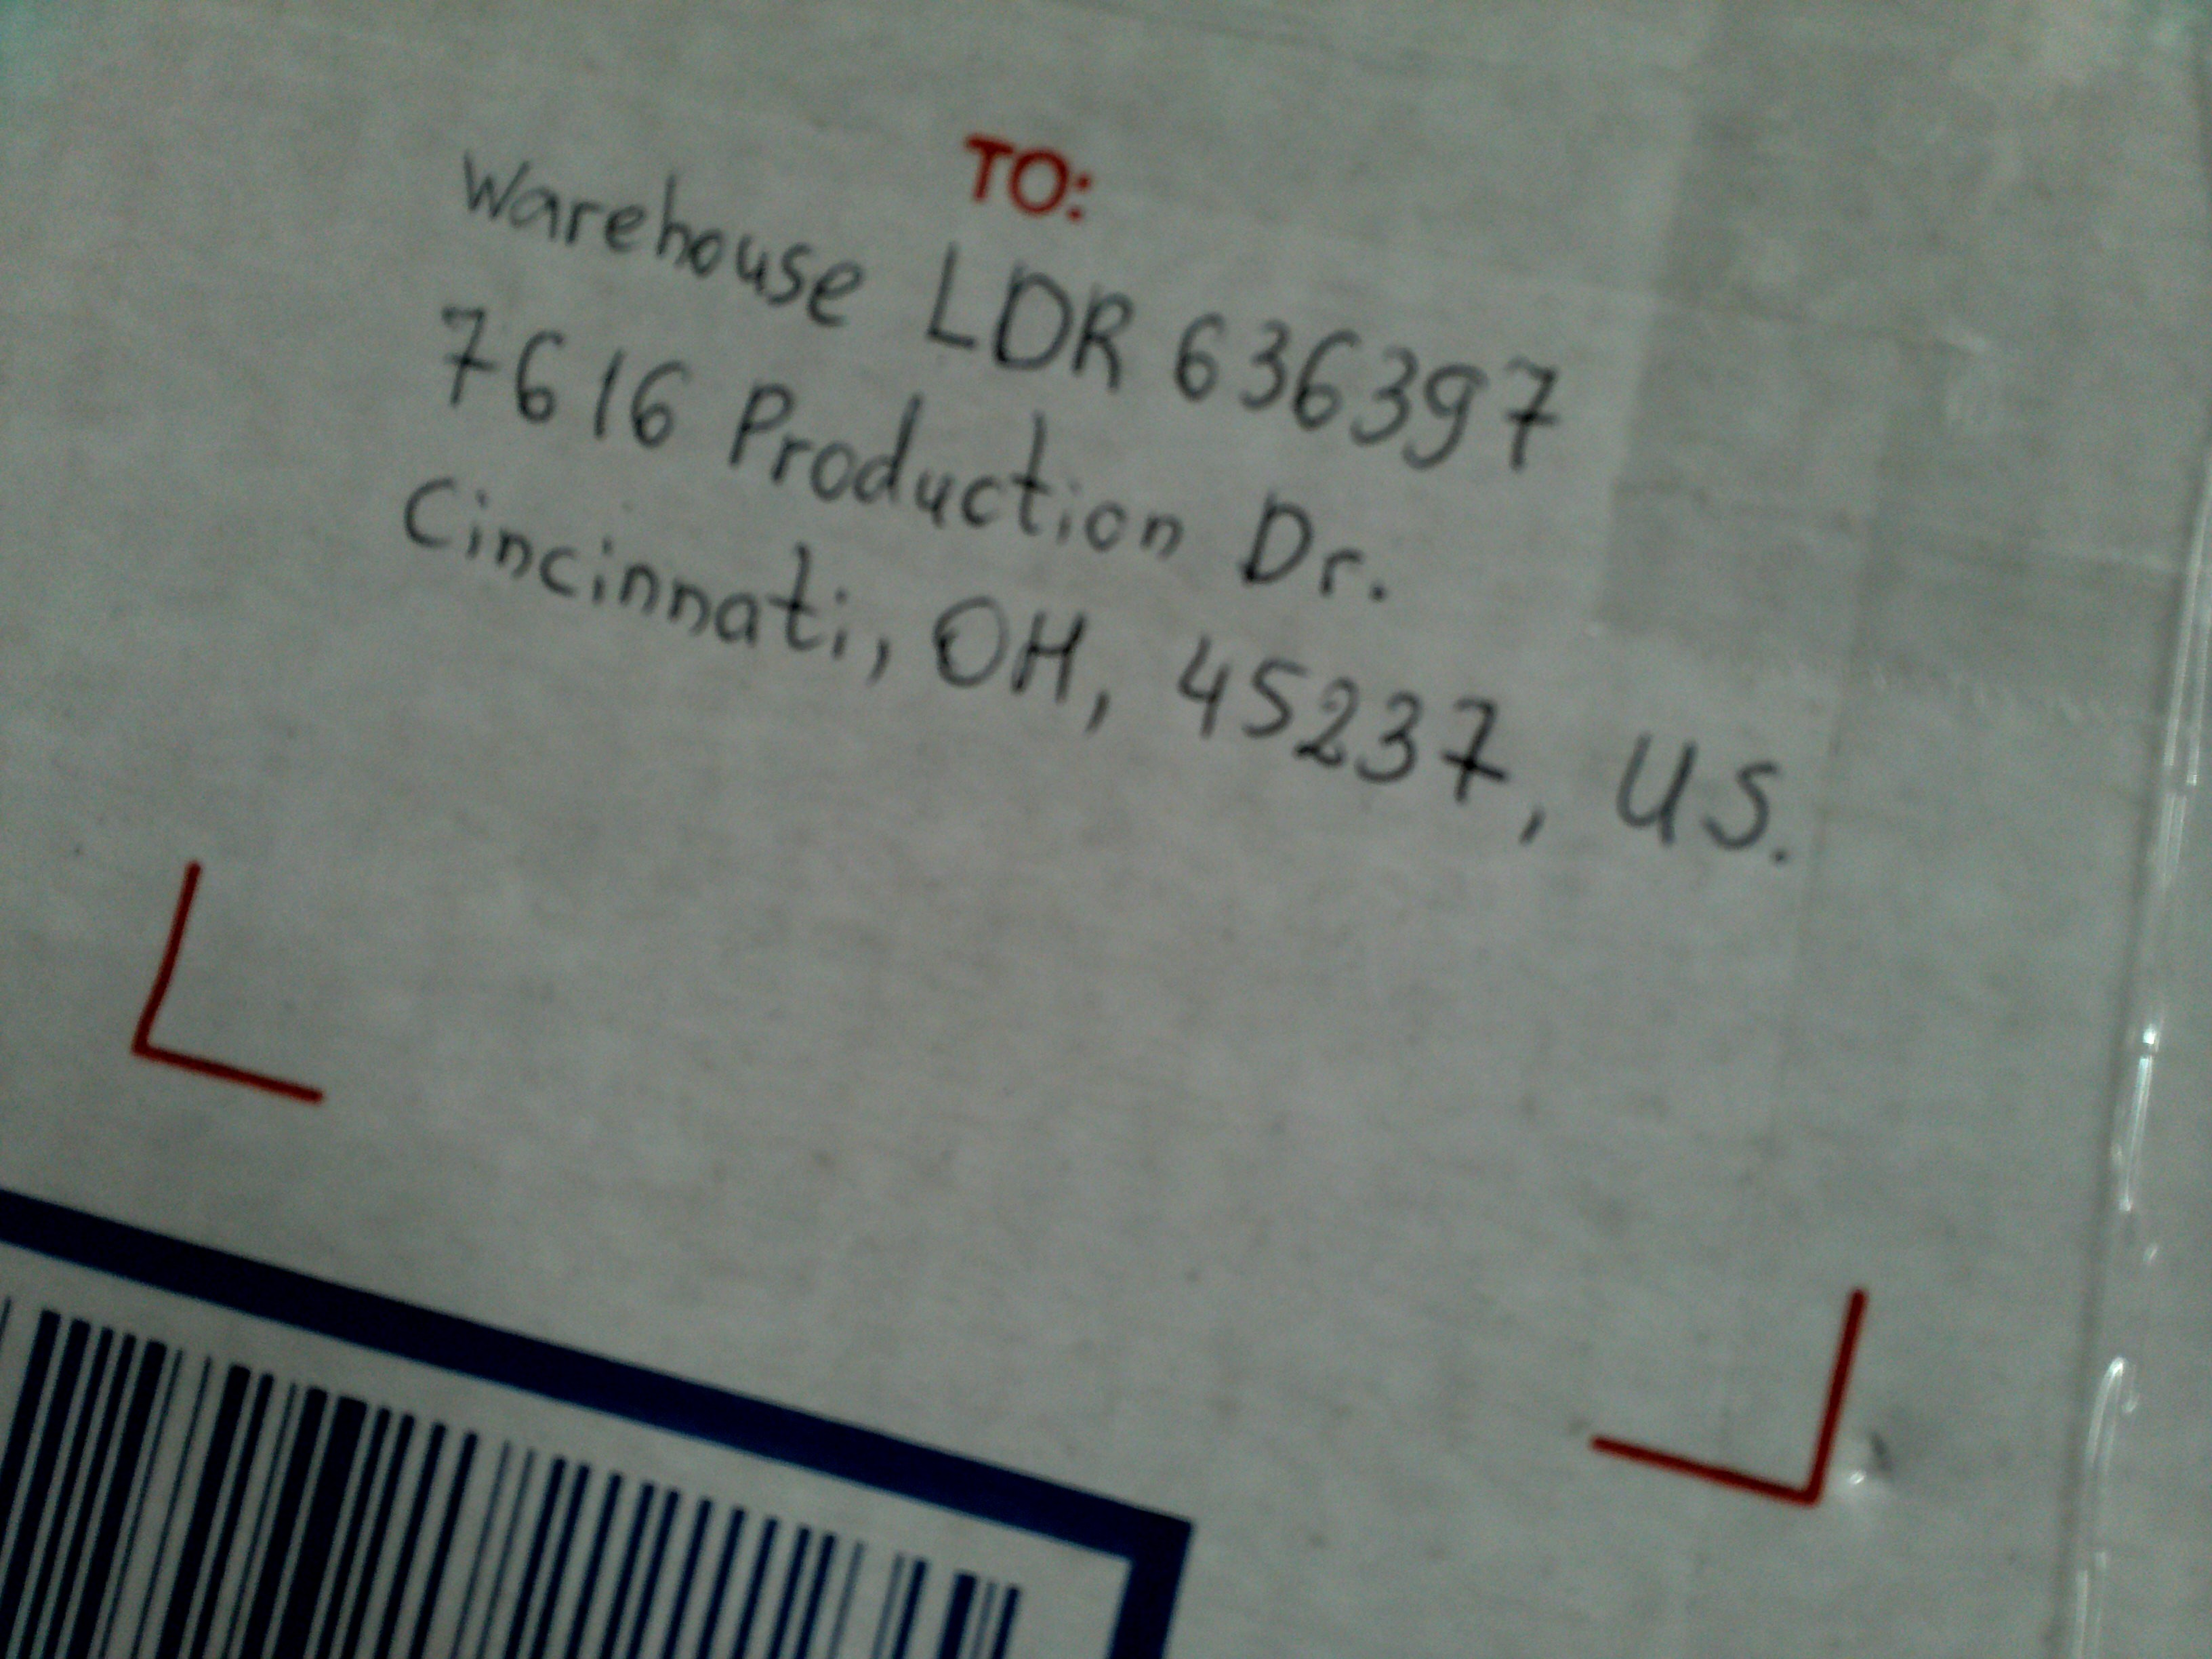 TO:
Warehouse LDR 636397
7616 Production Dr.
Cincinnati, OH, 45237, US.